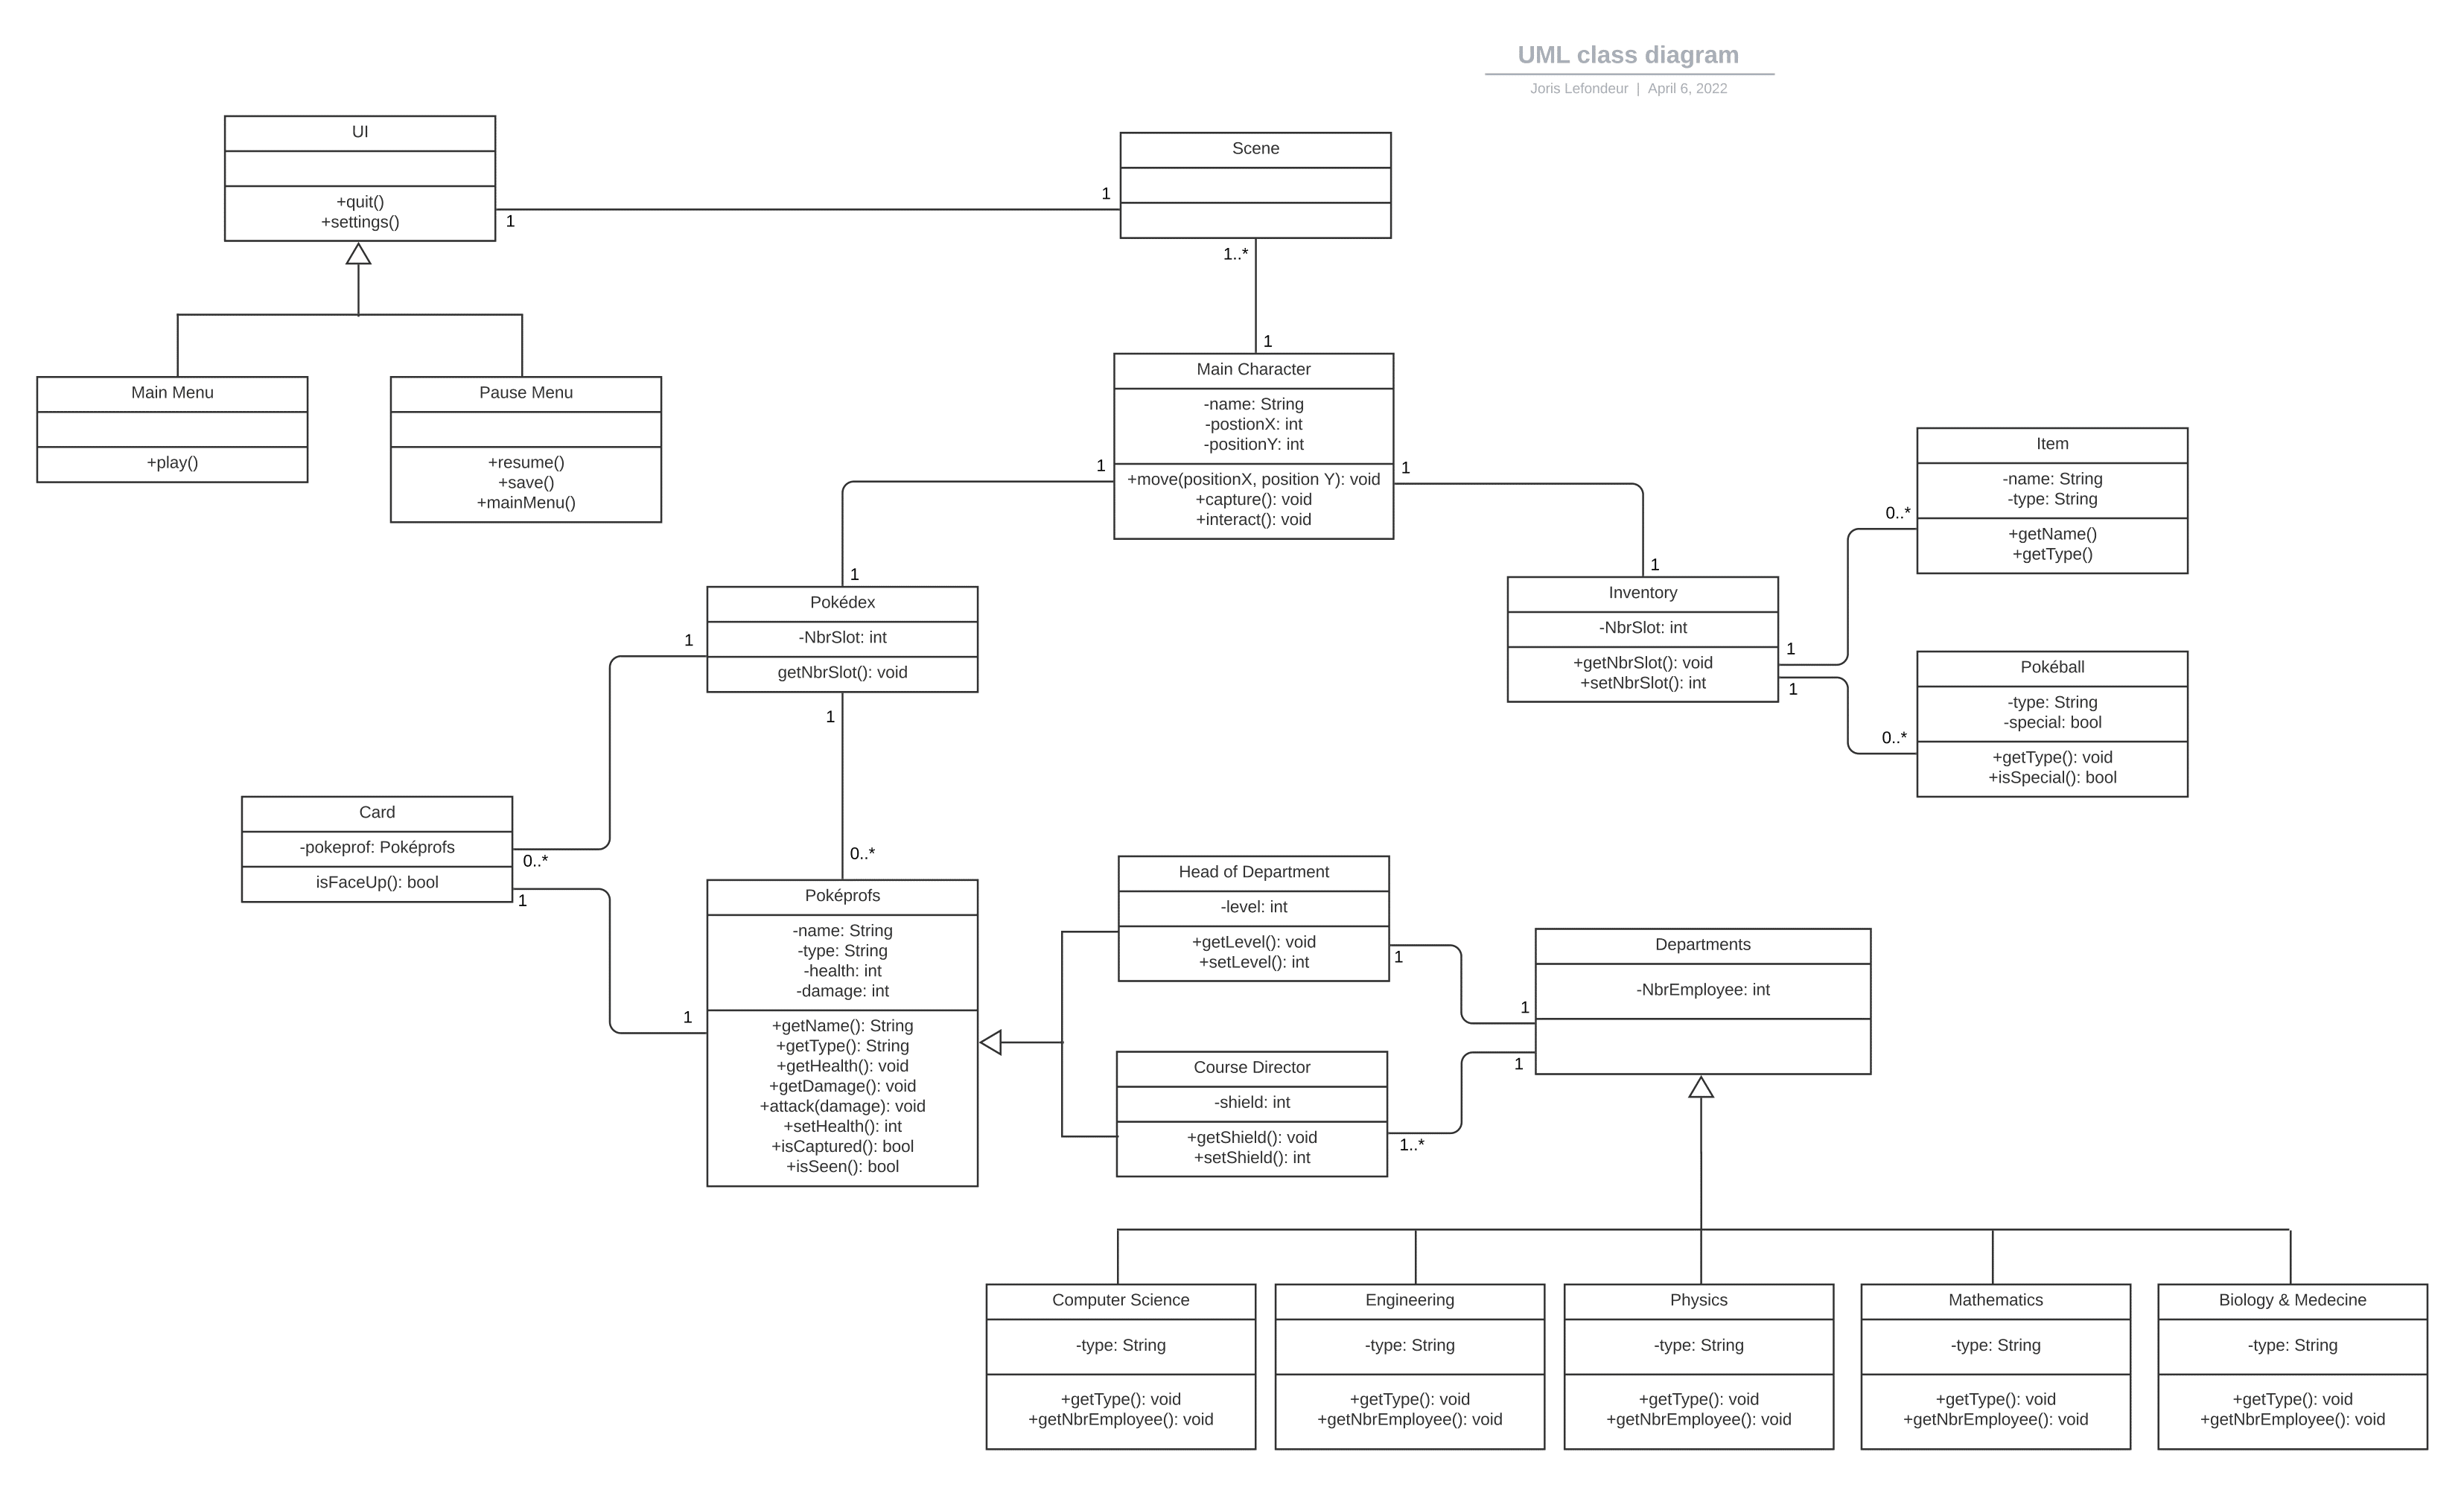 UML class diagram
Joris Lefondeur | April 6, 2022
UI
+quit()
+settings()
1
1
Scene
1..*
1
Main Menu
+play()
Pause Menu
+resume()
+save()
+mainMenu()
Main Character
-name: String
-postionX: int
-positionY: int
+move(positionX, position Y): void
+capture(): void
+interact(): void
1
1
1
1
Item
-name: String
-type: String
+getName()
+getType()
0..*
Pokédex
-NbrSlot: int
getNbrSlot(): void
1
1
Inventory
-NbrSlot: int
+getNbrSlot(): void
+setNbrSlot(): int
1
1
Pokéball
-type: String
-special: bool
+getType(): void
+isSpecial(): bool
0..*
Card
-pokeprof: Poképrofs
isFaceUp(): bool
0..*
1
0..*
1
Poképrofs
-name: String
-type: String
-health: int
-damage: int
+getName(): String
+getType(): String
+getHealth(): void
+getDamage(): void
+attack(damage): void
+setHealth(): int
+isCaptured(): bool
+isSeen(): bool
Head of Department
-level: int
+getLevel(): void
+setLevel(): int
1
Course Director
-shield: int
+getShield(): void
+setShield(): int
1..*
Departments
-NbrEmployee: int
1
1
Computer Science
-type: String
+getType(): void
+getNbrEmployee(): void
Engineering
-type: String
+getType(): void
+getNbrEmployee(): void
Physics
-type: String
+getType(): void
+getNbrEmployee(): void
Mathematics
-type: String
+getType(): void
+getNbrEmployee(): void
Biology & Medecine
-type: String
+getType(): void
+getNbrEmployee(): void